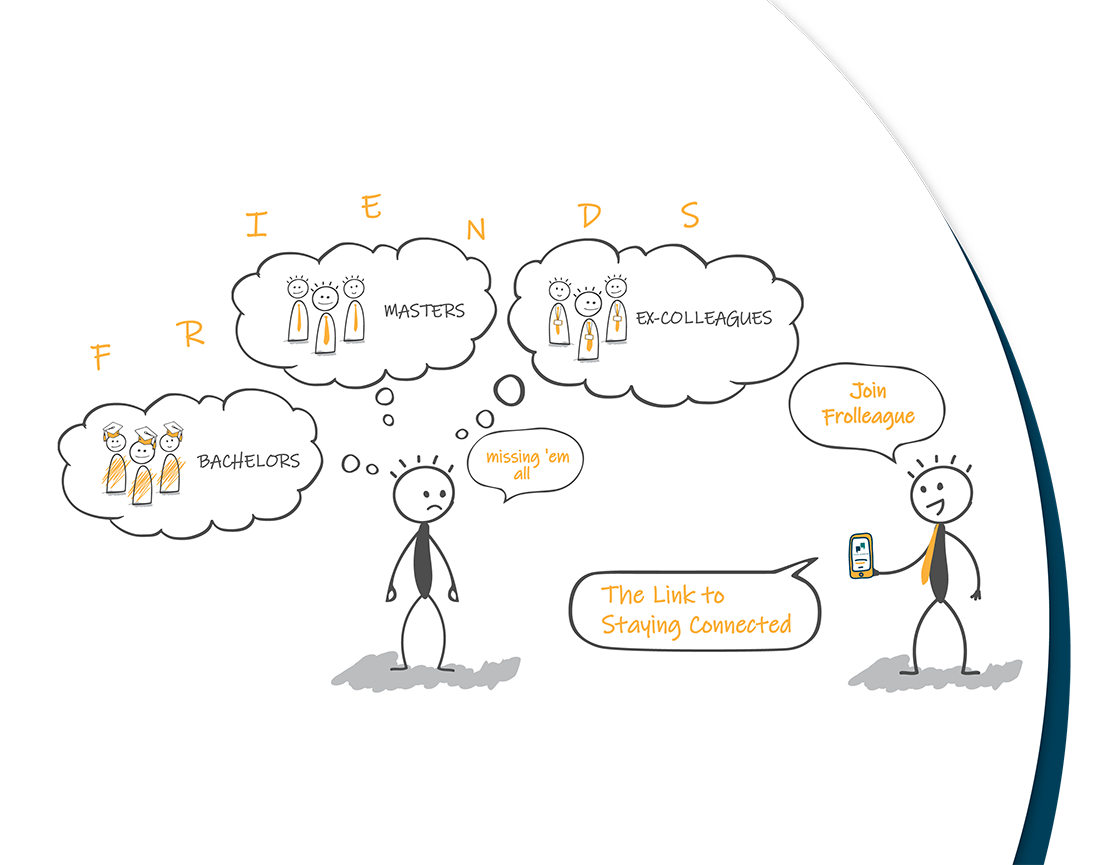 F R I E N D S
MASTERS
EX-COLLEAGUES
BACHELORS
missing 'em
all
Join
Frolleague
The Link to
Staying Connected